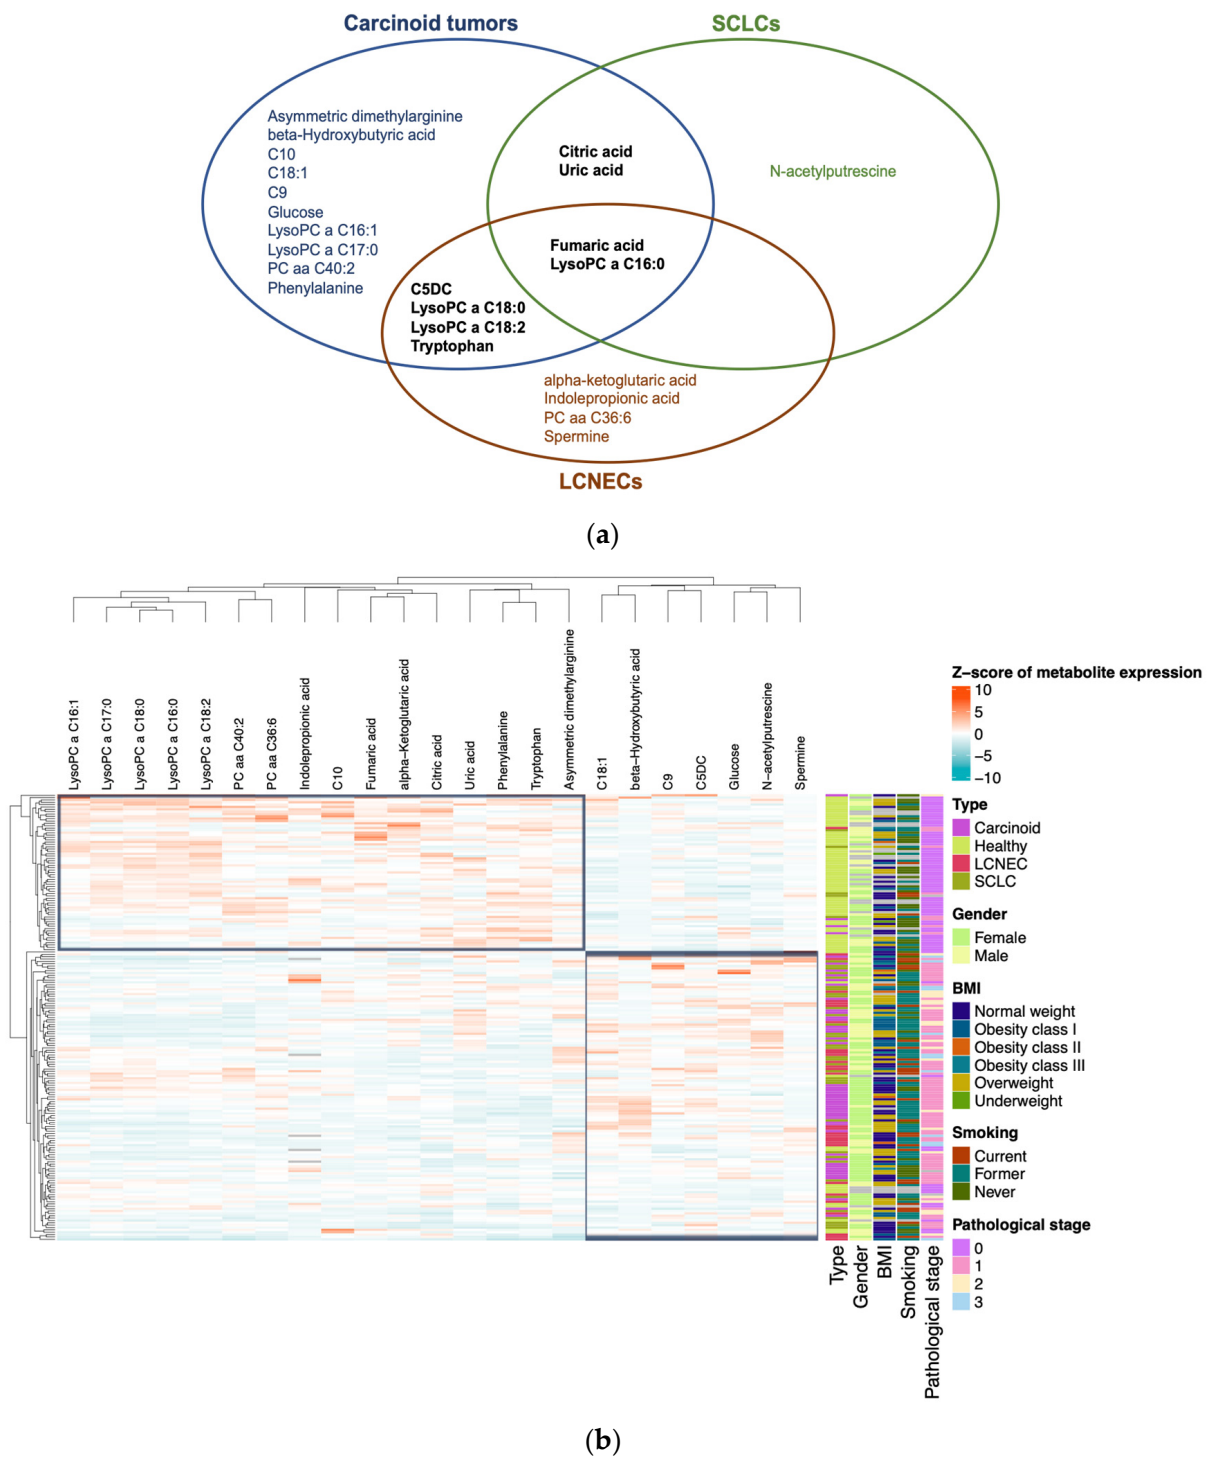 Carcinoid tumors
SCLCs
Asymmetric dimethylarginine
beta-Hydroxybutyric acid
C10
C18:1
C9
Glucose
LysoPC a C16:1
LysoPC a C17:0
PC aa C40:2
Phenylalanine
Citric acid
Uric acid
N-acetylputrescine
Fumaric acid
LysoPC a C16:0
C5DC
LysoPC a C18:0
LysoPC a C18:2
Tryptophan
alpha-ketoglutaric acid
Indolepropionic acid
PC aa C36:6
Spermine
LCNECs
(a)
LysoPC a C16:1
LysoPC a C17:0
LysoPC a C18:0
LysoPC a C16:0
LysoPC a C18:2
PC aa C40:2
PC aa C36:6
Indolepropionic acid
C10
Fumaric acid
alpha−Ketoglutaric acid
Citric acid
Uric acid
Phenylalanine
Tryptophan
Asymmetric dimethylarginine
C18:1
beta−Hydroxybutyric acid
C9
C5DC
Glucose
N−acetylputrescine
Spermine
Z−score of metabolite expression
10
5
0
−5
−10
Type
Carcinoid
Healthy
LCNEC
SCLC
Gender
Female
Male
BMI
Normal weight
Obesity class I
Obesity class II
Obesity class III
Overweight
Underweight
Smoking
Current
Former
Never
Pathological stage
0
1
2
3
Type
Gender
BMI
Smoking
Pathological stage
(b)